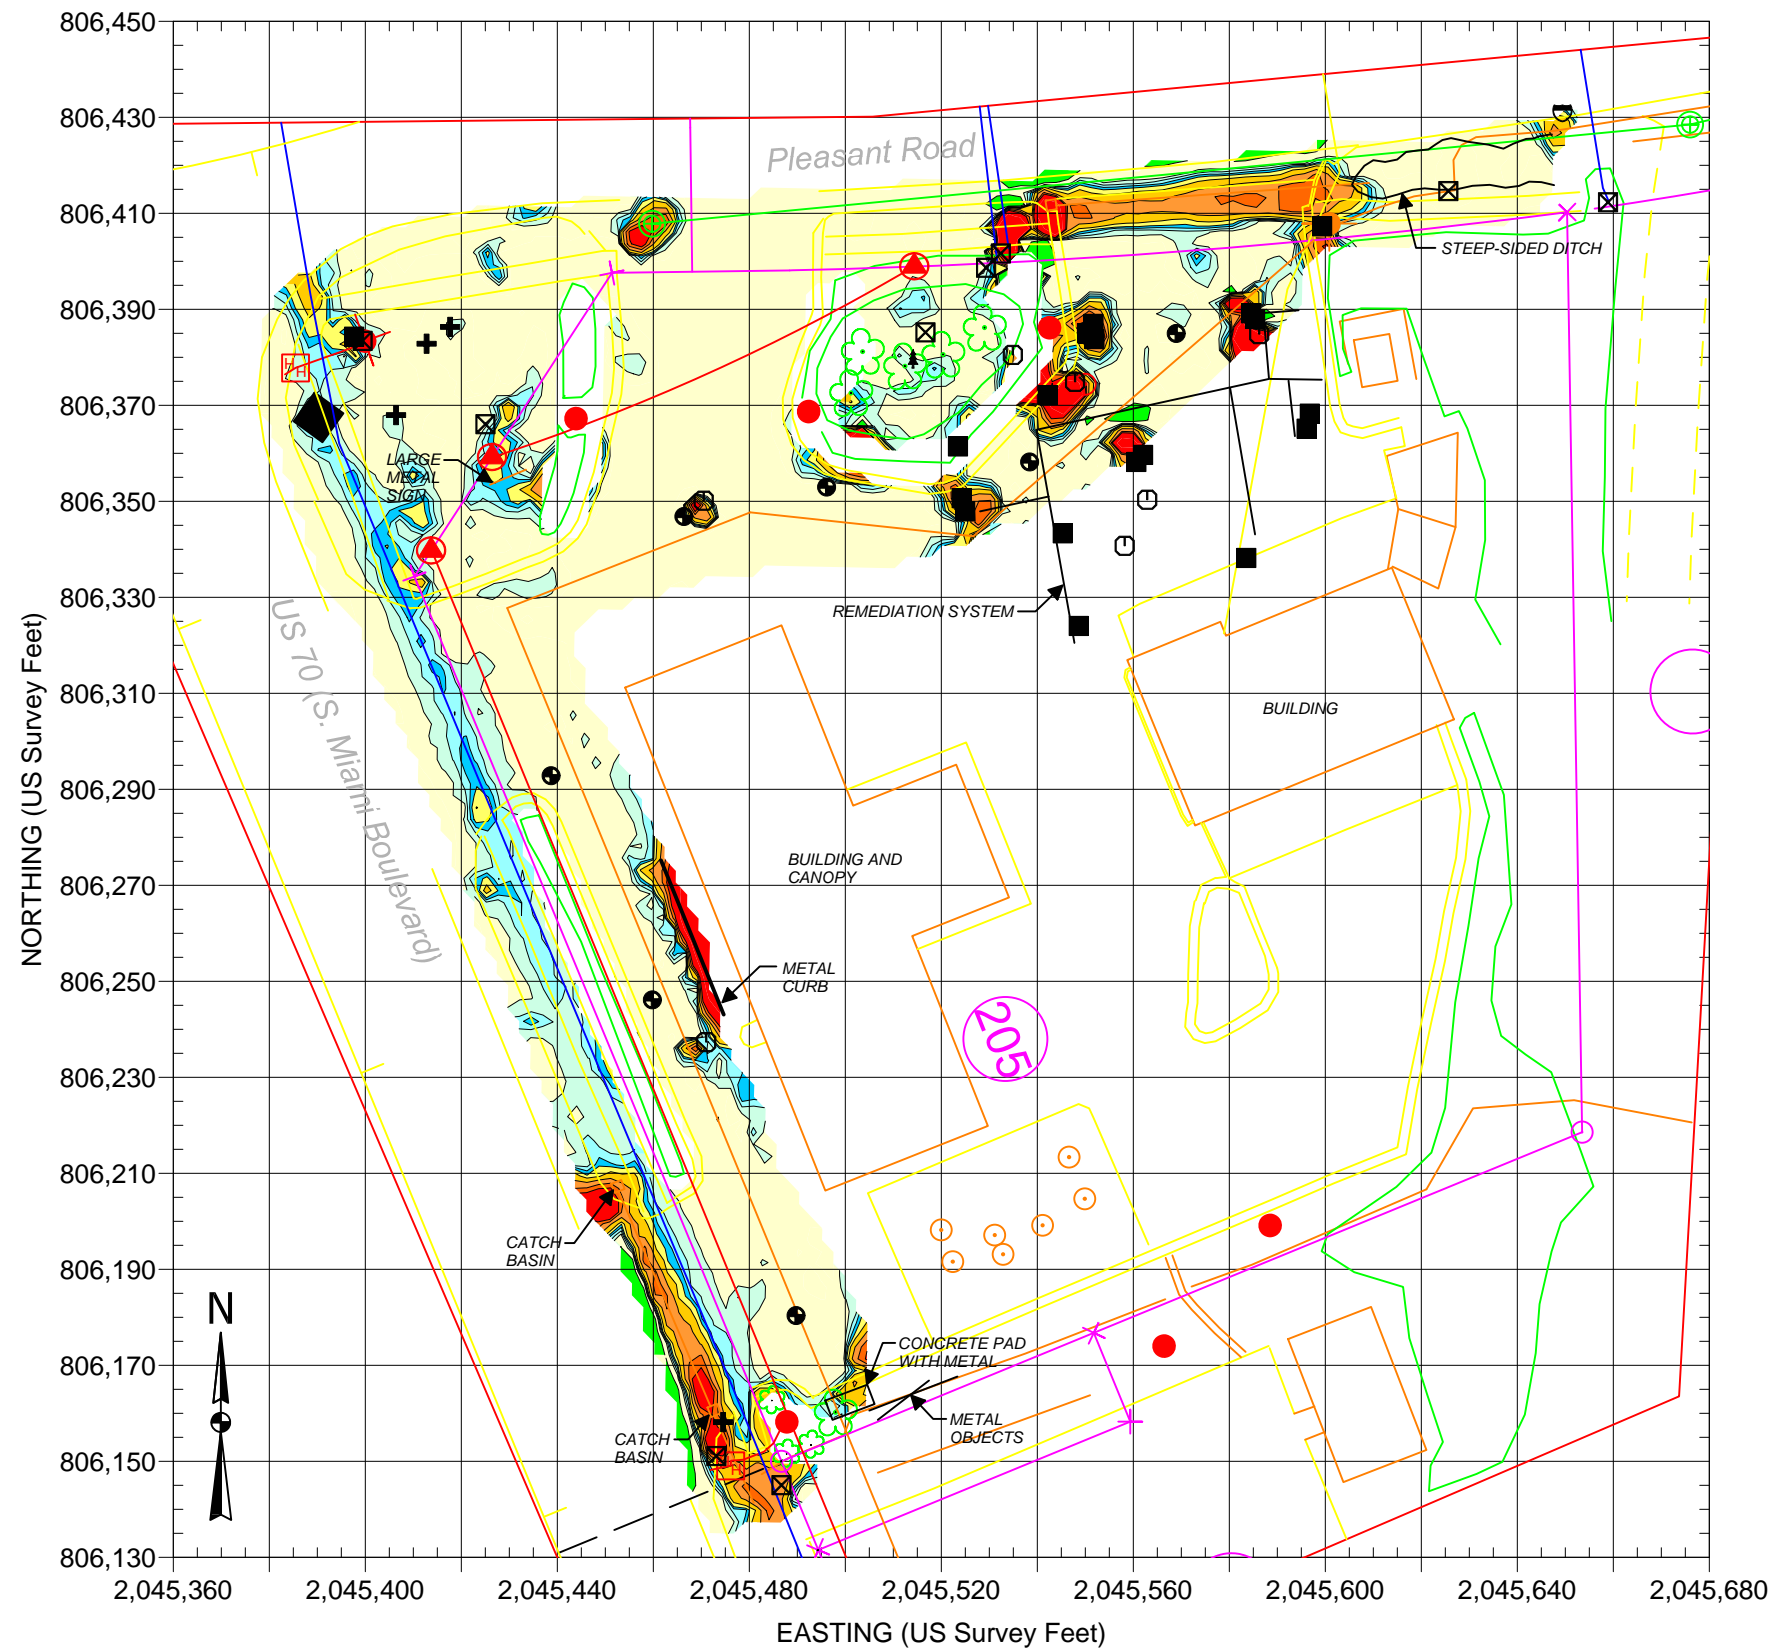 806,450
806,430
806,410
806,390
806,370
806,350
806,330
806,310
806,290
806,270
806,250
806,230
806,210
806,190
806,170
806,150
806,130
NORTHING (US Survey Feet)
Pleasant Road
STEEP-SIDED DITCH
H
H
LARGE
METAL
SIGN
REMEDIATION SYSTEM
US 70 (S. Miami Boulevard)
BUILDING
BUILDING AND
CANOPY
METAL
CURB
205
CATCH
BASIN
N
CONCRETE PAD
WITH METAL
METAL
OBJECTS
CATCH
BASIN
H
2,045,360
2,045,400
2,045,440
2,045,480
2,045,520
2,045,560
2,045,600
2,045,640
2,045,680
EASTING (US Survey Feet)